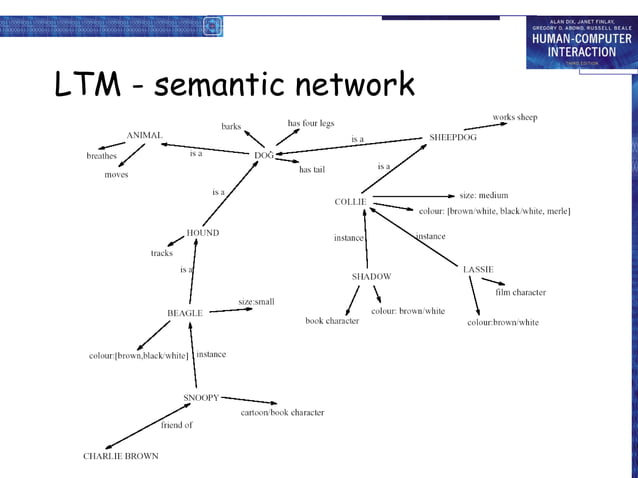 ALAN DIX, JANET FINLAY,
GREGORY D. ABOWD, RUSSELL BEALE
HUMAN-COMPUTER
INTERACTION
THIRD EDITION
LTM - semantic network
works sheep
barks
has four legs
ANIMAL
is a
SHEEPDOG
breathes
is a
DOG
moves
has tail
is a
is a
size: medium
COLLIE
colour: [brown/white, black/white, merle]
HOUND
instance
instance
tracks
is a
SHADOW
LASSIE
film character
size:small
BEAGLE
book character
colour: brown/white
colour:brown/white
colour:[brown,black/white]
instance
SNOOPY
cartoon/book character
friend of
CHARLIE BROWN